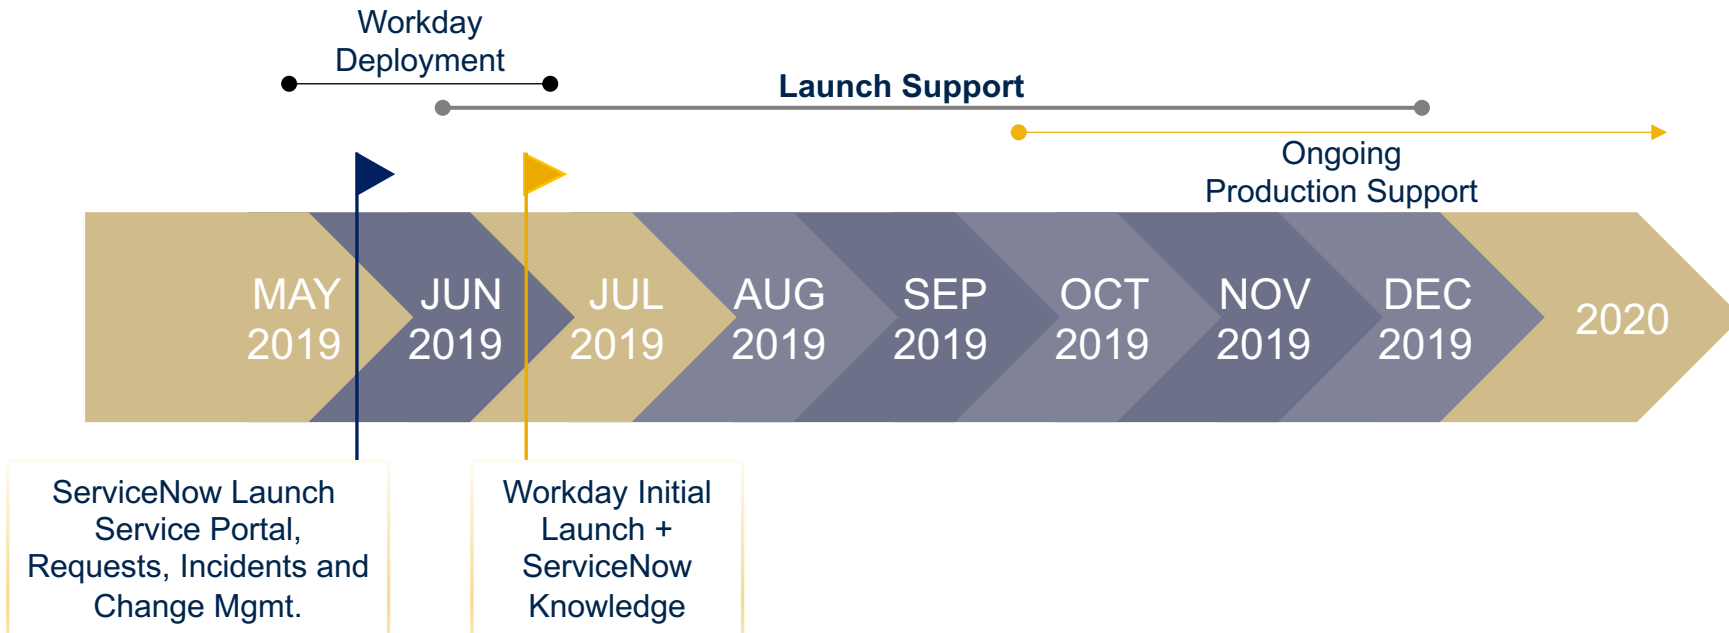 Workday
Deployment
Launch Support
Ongoing
Production Support
MAY
2019
JUN
2019
JUL
2019
AUG
2019
SEP
2019
OCT
2019
NOV
2019
DEC
2019
2020
ServiceNow Launch
Service Portal,
Requests, Incidents and
Change Mgmt.
Workday Initial
Launch +
ServiceNow
Knowledge